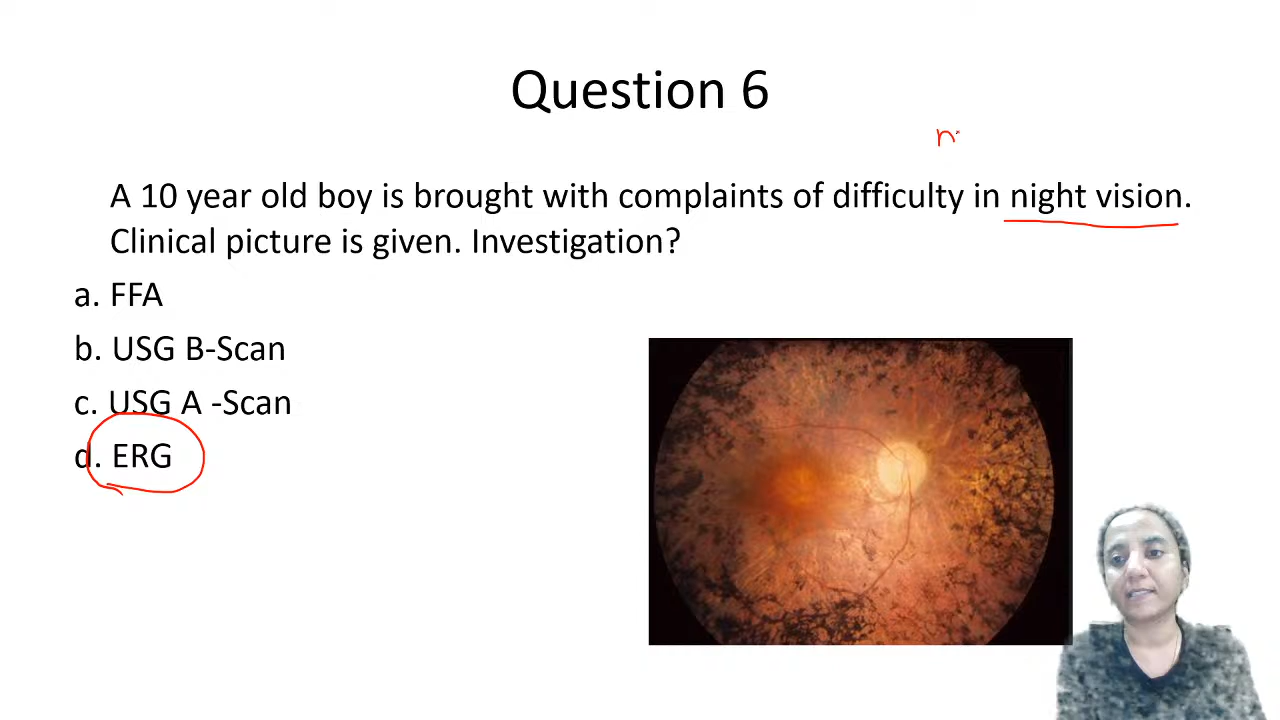 Question 6
A 10 year old boy is brought with complaints of difficulty in night vision.
Clinical picture is given. Investigation?
a. FFA
b. USG B-Scan
c. USG A -Scan
d. ERG